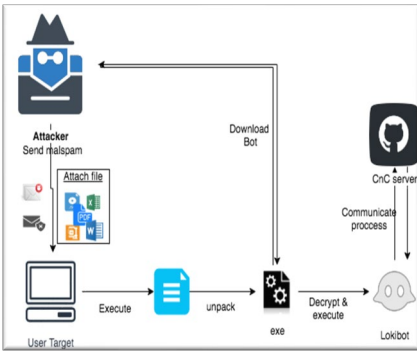 Attacker
Send malspam
Attach file
PDF
X
W
Download
Bot
CnC server
Communicate
proccess
Execute
unpack
exe
Decrypt &
execute
User Target
Lokibot